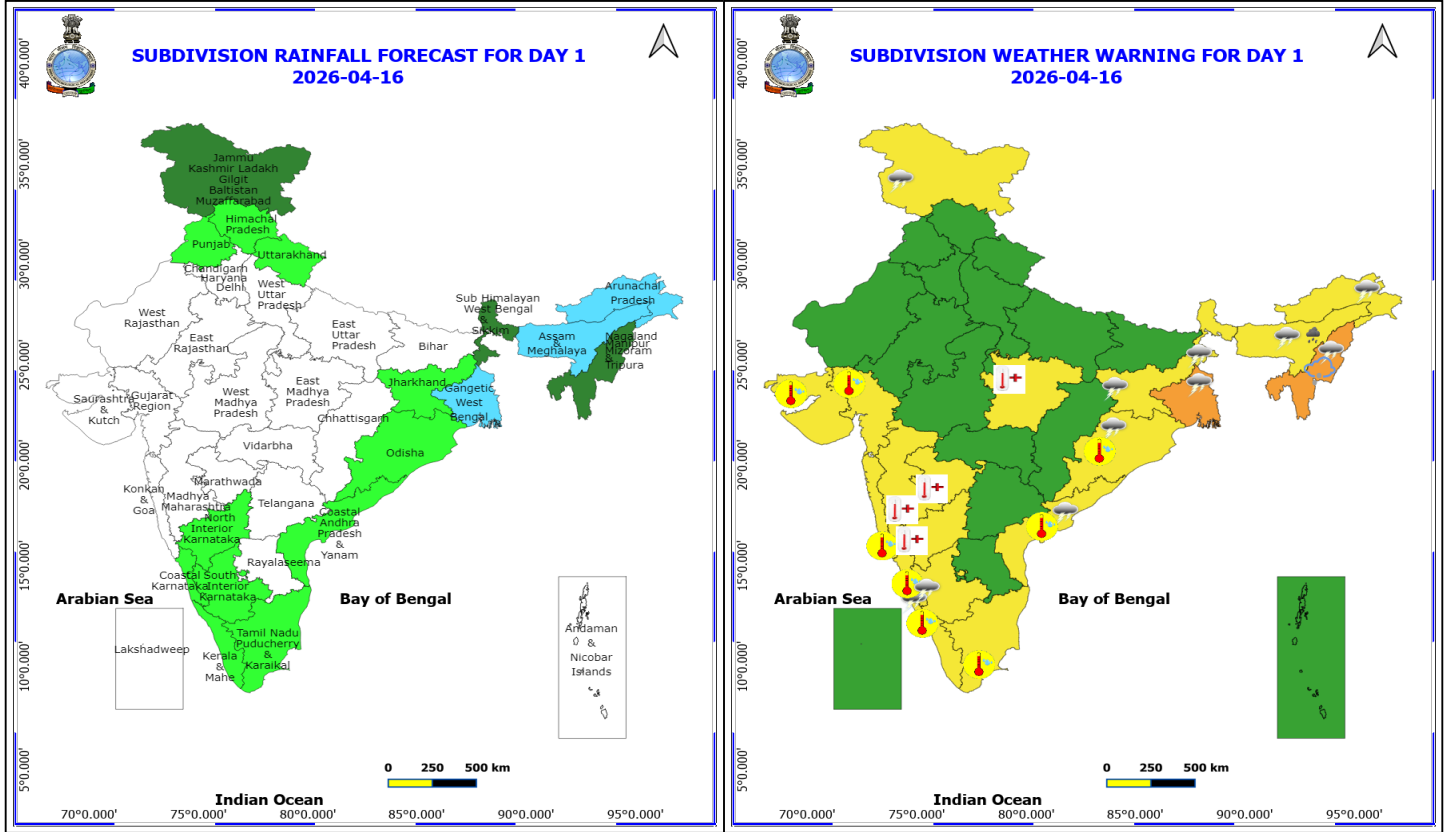 SUBDIVISION RAINFALL FORECAST FOR DAY 1
2026-04-16
40°0.000'
35°0.000'
30°0.000'
25°0.000'
20°0.000'
15°0.000'
10°0.000'
5°0.000'
Jammu
Kashmir Ladakh
Gilgit
Baltistan
Muzaffarabad
Himachal
Pradesh
Punjab
Uttarakhand
Chandigarh
Haryana
Delhi
West
Uttar
Pradesh
West
Rajasthan
East
Rajasthan
East
Uttar
Pradesh
Bihar
Sub Himalayan
West Bengal
&
Sikkim
Arunachal
Pradesh
Assam
&
Meghalaya
Nagaland
Manipur
Mizoram
&
Tripura
Jharkhand
Gangetic
West
Bengal
Saurashtra
&
Kutch
Gujarat
Region
West
Madhya
Pradesh
East
Madhya
Pradesh
Chhattisgarh
Vidarbha
Odisha
Konkan
&
Goa
Madhya
Maharashtra
Marathwada
Telangana
North
Interior
Karnataka
Coastal
Andhra
Pradesh
&
Yanam
Rayalaseema
Coastal
Karnataka
South
Interior
Karnataka
Tamil Nadu
Puducherry
&
Karaikal
Kerala
&
Mahe
Lakshadweep
Andaman
&
Nicobar
Islands
Arabian Sea
Bay of Bengal
Indian Ocean
0 250 500 km
70°0.000' 75°0.000' 80°0.000' 85°0.000' 90°0.000' 95°0.000'
SUBDIVISION WEATHER WARNING FOR DAY 1
2026-04-16
40°0.000'
35°0.000'
30°0.000'
25°0.000'
20°0.000'
15°0.000'
10°0.000'
5°0.000'
Arabian Sea
Bay of Bengal
Indian Ocean
0 250 500 km
70°0.000' 75°0.000' 80°0.000' 85°0.000' 90°0.000' 95°0.000'